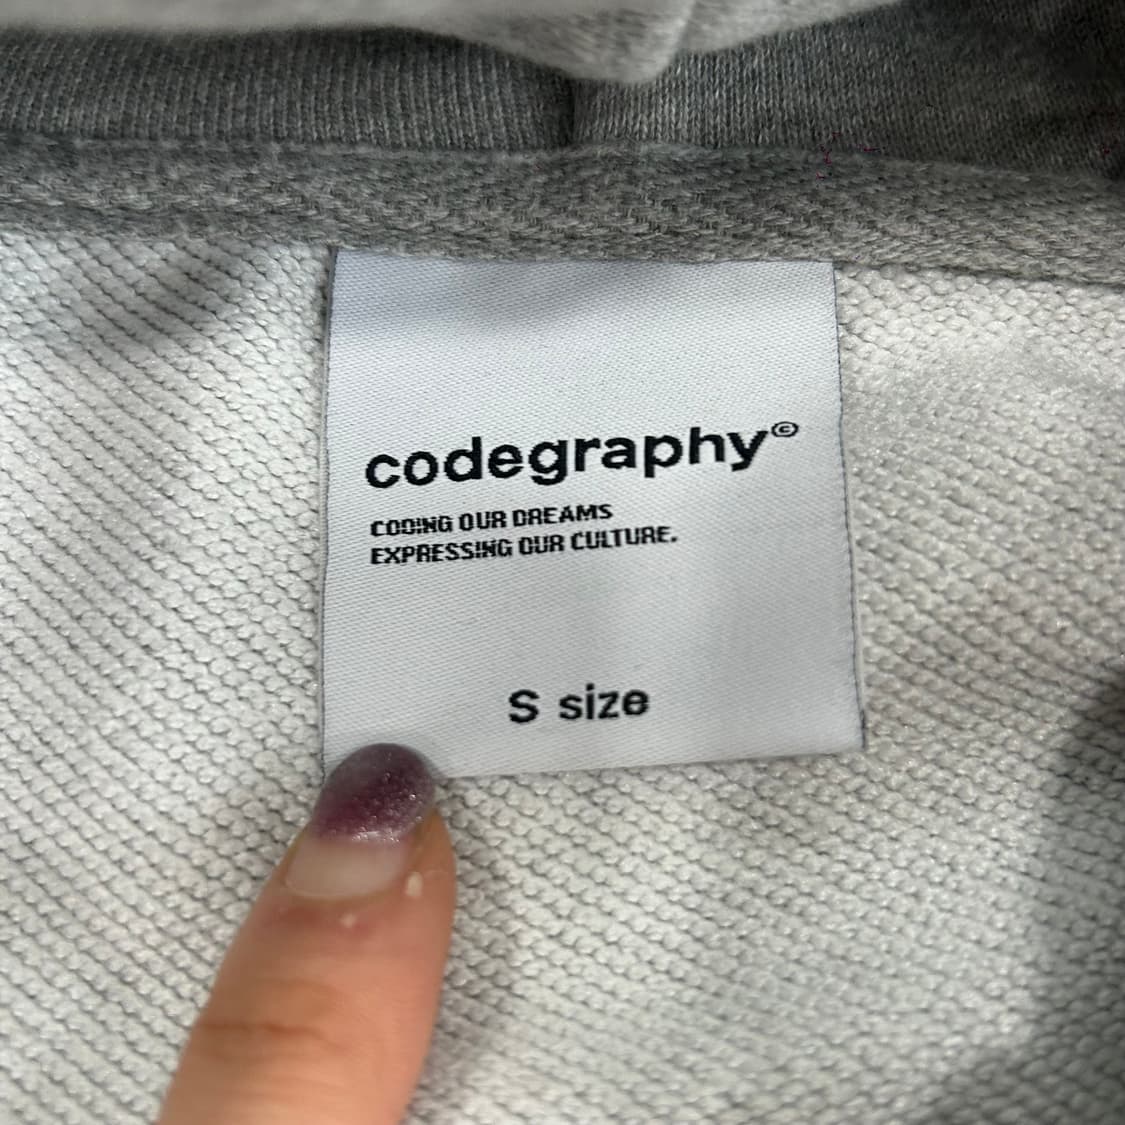 codegraphy©
CODING OUR DREAMS
EXPRESSING OUR CULTURE.
S size